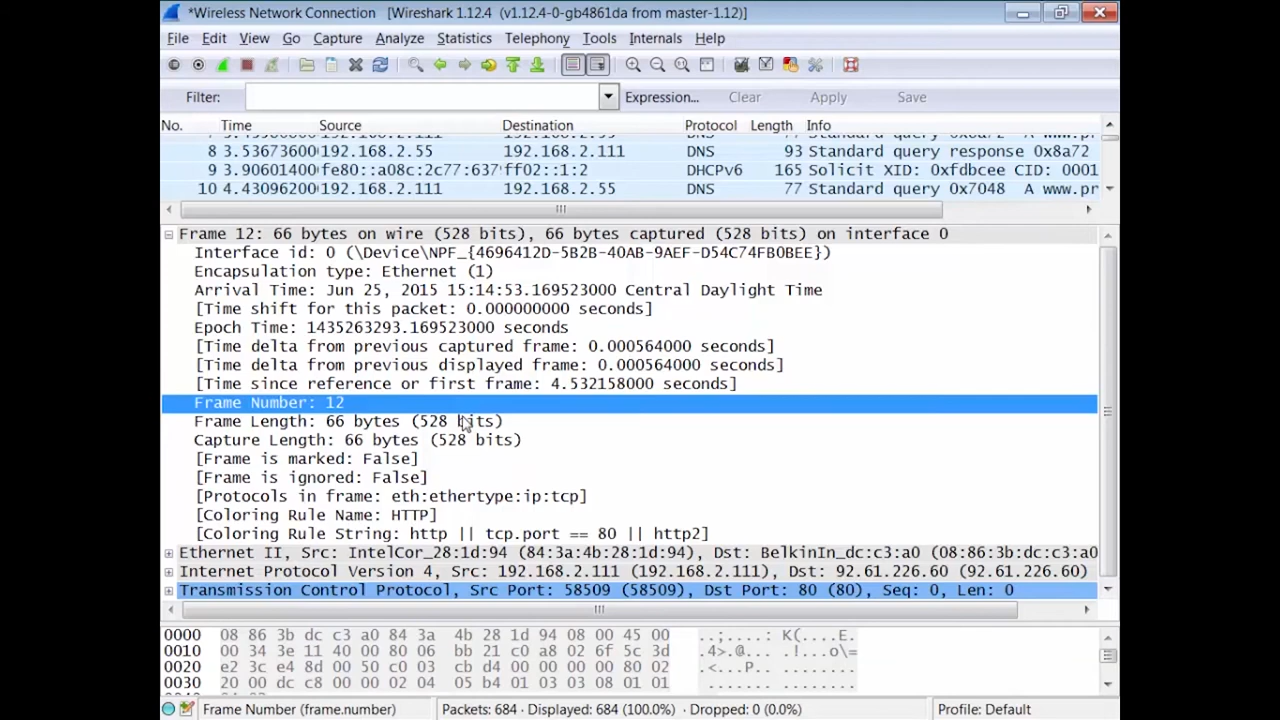 *Wireless Network Connection [Wireshark 1.12.4 (v1.12.4-0-gb4861da from master-1.12)]
File Edit View Go Capture Analyze Statistics Telephony Tools Internals Help
Filter: Expression... Clear Apply Save
No. Time Source Destination Protocol Length Info
8 3.53673600 192.168.2.55 192.168.2.111 DNS 93 Standard query response 0x8a72
9 3.90601400 fe80::a08c:2c77:637 ff02::1:2 DHCPv6 165 Solicit XID: 0xfdbcee CID: 0001
10 4.43096200 192.168.2.111 192.168.2.55 DNS 77 Standard query 0x7048 A www.pr
Frame 12: 66 bytes on wire (528 bits), 66 bytes captured (528 bits) on interface 0
Interface id: 0 (\Device\NPF_{4696412D-5B2B-40AB-9AEF-D54C74FB0BEE})
Encapsulation type: Ethernet (1)
Arrival Time: Jun 25, 2015 15:14:53.169523000 Central Daylight Time
[Time shift for this packet: 0.000000000 seconds]
Epoch Time: 1435263293.169523000 seconds
[Time delta from previous captured frame: 0.000564000 seconds]
[Time delta from previous displayed frame: 0.000564000 seconds]
[Time since reference or first frame: 4.532158000 seconds]
Frame Number: 12
Frame Length: 66 bytes (528 bits)
Capture Length: 66 bytes (528 bits)
[Frame is marked: False]
[Frame is ignored: False]
[Protocols in frame: eth:ethertype:ip:tcp]
[Coloring Rule Name: HTTP]
[Coloring Rule String: http || tcp.port == 80 || http2]
Ethernet II, Src: IntelCor_28:1d:94 (84:3a:4b:28:1d:94), Dst: BelkinIn_dc:c3:a0 (08:86:3b:dc:c3:a0
Internet Protocol Version 4, Src: 192.168.2.111 (192.168.2.111), Dst: 92.61.226.60 (92.61.226.60)
Transmission Control Protocol, Src Port: 58509 (58509), Dst Port: 80 (80), Seq: 0, Len: 0
0000 08 86 3b dc c3 a0 84 3a 4b 28 1d 94 08 00 45 00 ..;....: K(....E.
0010 00 34 3e 11 40 00 80 06 bb 21 c0 a8 02 6f 5c 3d .4>.@... .!...o\=
0020 e2 3c e4 8d 00 50 c0 03 cb d4 00 00 00 00 80 02 .<...P.. ........
0030 20 00 dc c8 00 00 02 04 05 b4 01 03 03 08 01 01 ....... ........
Frame Number (frame.number) Packets: 684 · Displayed: 684 (100.0%) · Dropped: 0 (0.0%) Profile: Default